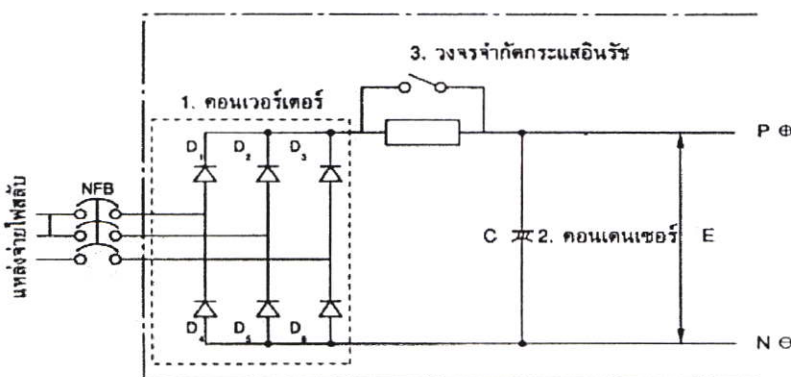 3. วงจรจำกัดกระแสอินรัช
1. คอนเวอร์เตอร์
D1 D2 D3
P ⊕
แหล่งจ่ายไฟสลับ
NFB
C 2. คอนเดนเซอร์ E
D4 D5 D6
N ⊖